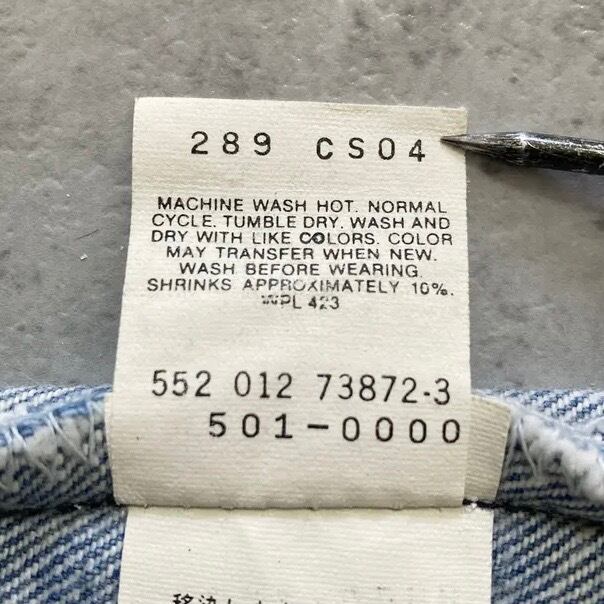 289 CS04
MACHINE WASH HOT. NORMAL
CYCLE. TUMBLE DRY. WASH AND
DRY WITH LIKE COLORS. COLOR
MAY TRANSFER WHEN NEW.
WASH BEFORE WEARING.
SHRINKS APPROXIMATELY 10%.
WPL 423
552 012 73872-3
501-0000